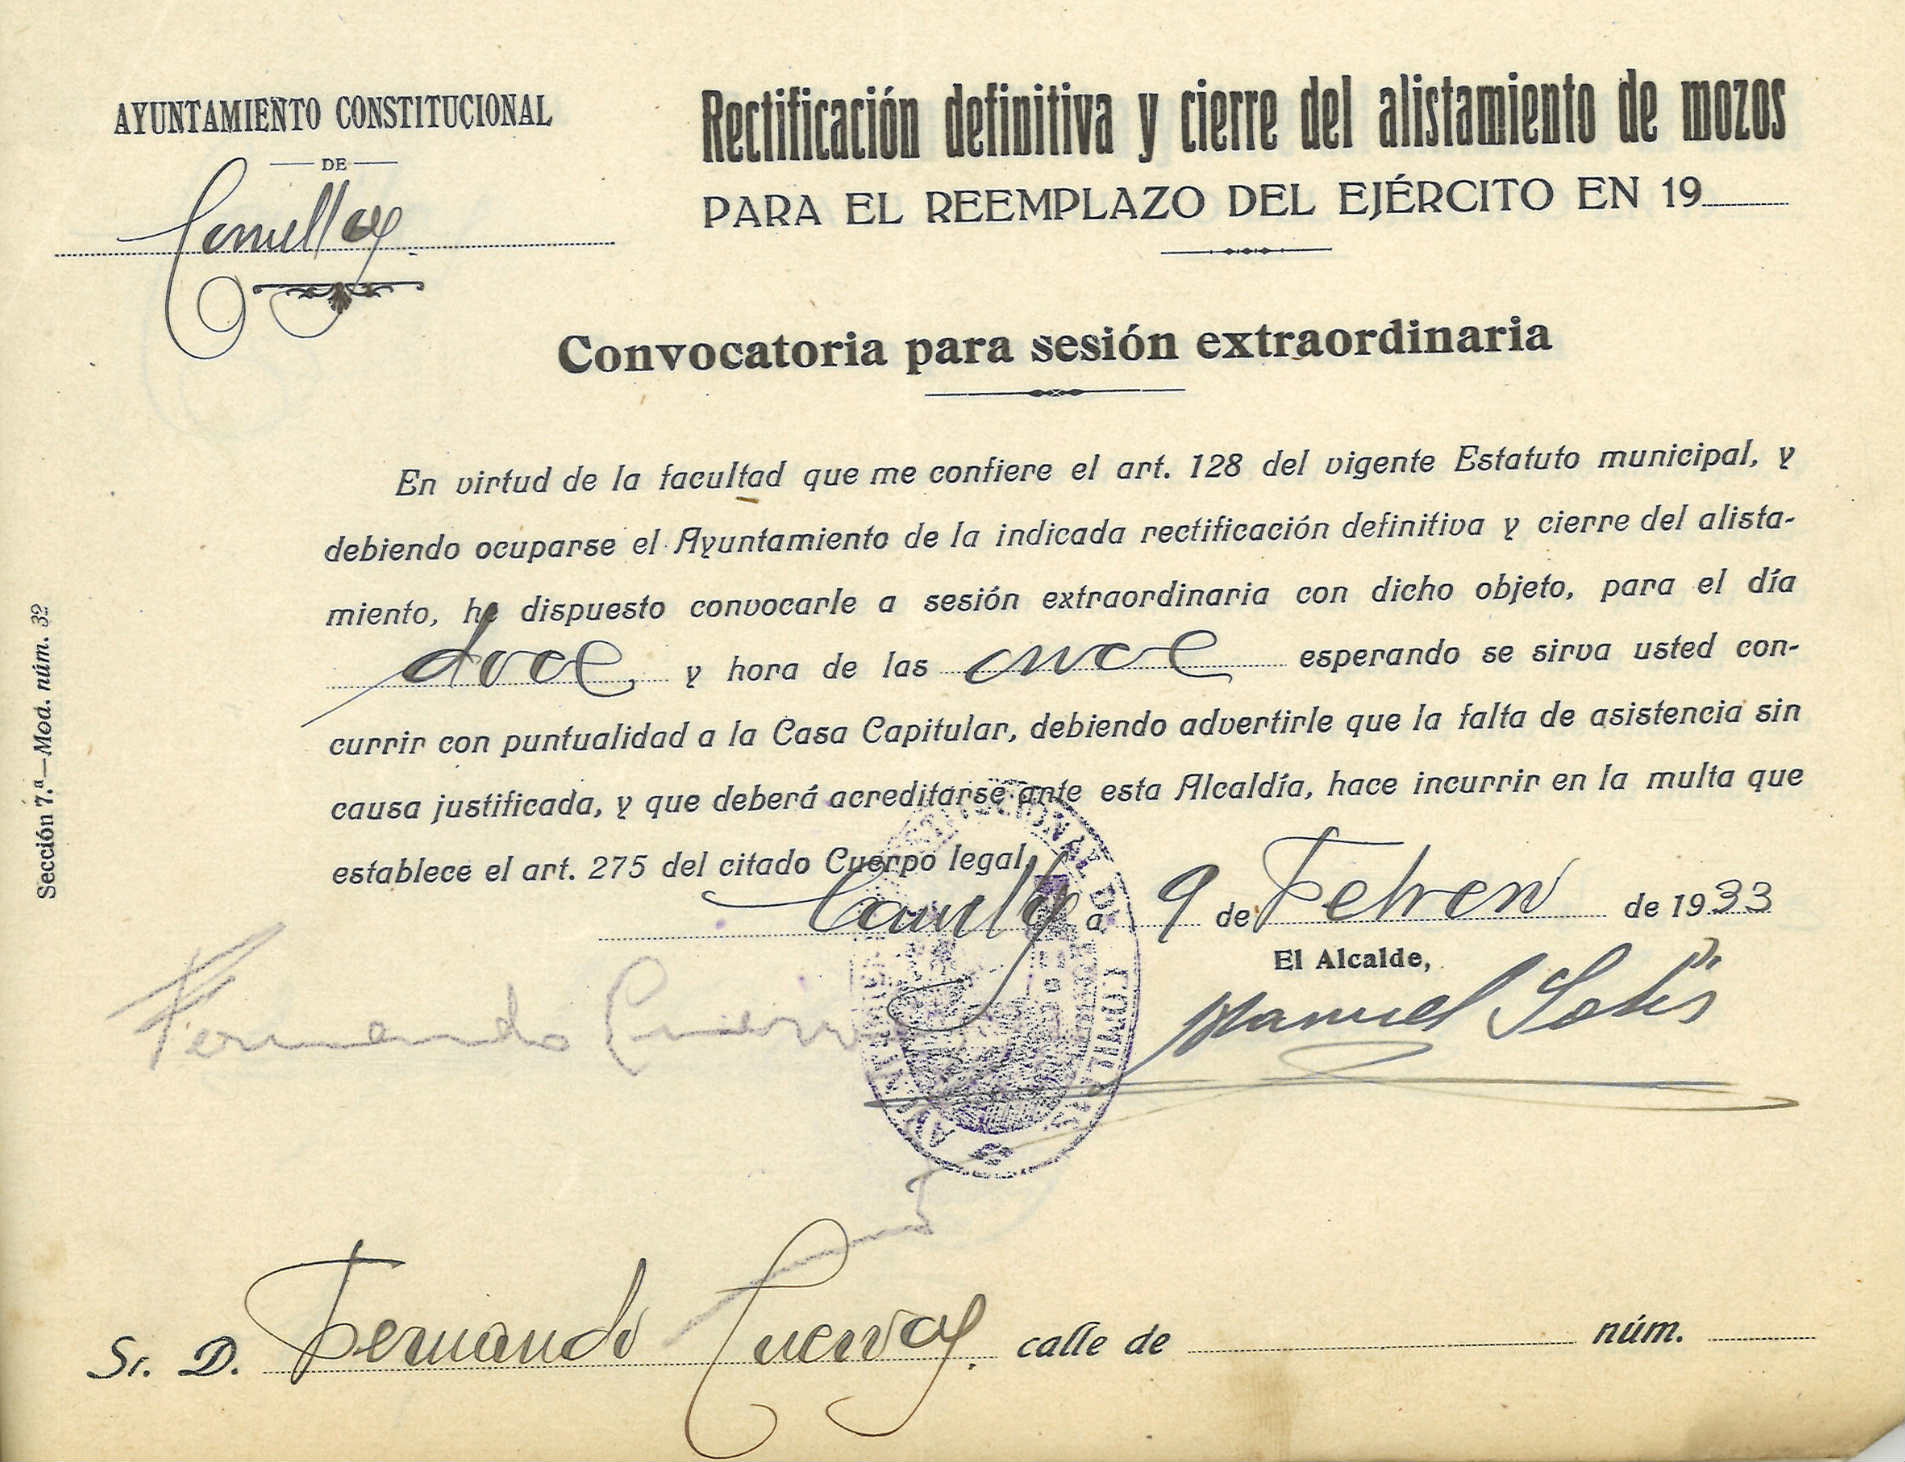 AYUNTAMIENTO CONSTITUCIONAL
DE
Comillas
Rectificación definitiva y cierre del alistamiento de mozos
PARA EL REEMPLAZO DEL EJÉRCITO EN 19
Convocatoria para sesión extraordinaria
En virtud de la facultad que me confiere el art. 128 del vigente Estatuto municipal, y
debiendo ocuparse el Ayuntamiento de la indicada rectificación definitiva y cierre del alista-
miento, he dispuesto convocarle a sesión extraordinaria con dicho objeto, para el día
doce y hora de las once esperando se sirva usted con-
currir con puntualidad a la Casa Capitular, debiendo advertirle que la falta de asistencia sin
causa justificada, y que deberá acreditarse ante esta Alcaldía, hace incurrir en la multa que
establece el art. 275 del citado Cuerpo legal.
Comillas a 9 de Febrero de 1933
El Alcalde,
Manuel Solís
Fernando Cuevas
AYUNTAMIENTO CONSTITUCIONAL DE COMILLAS
Sr. D. Fernando Cuevas. calle de núm.
Sección 7.ª—Mod. núm. 32